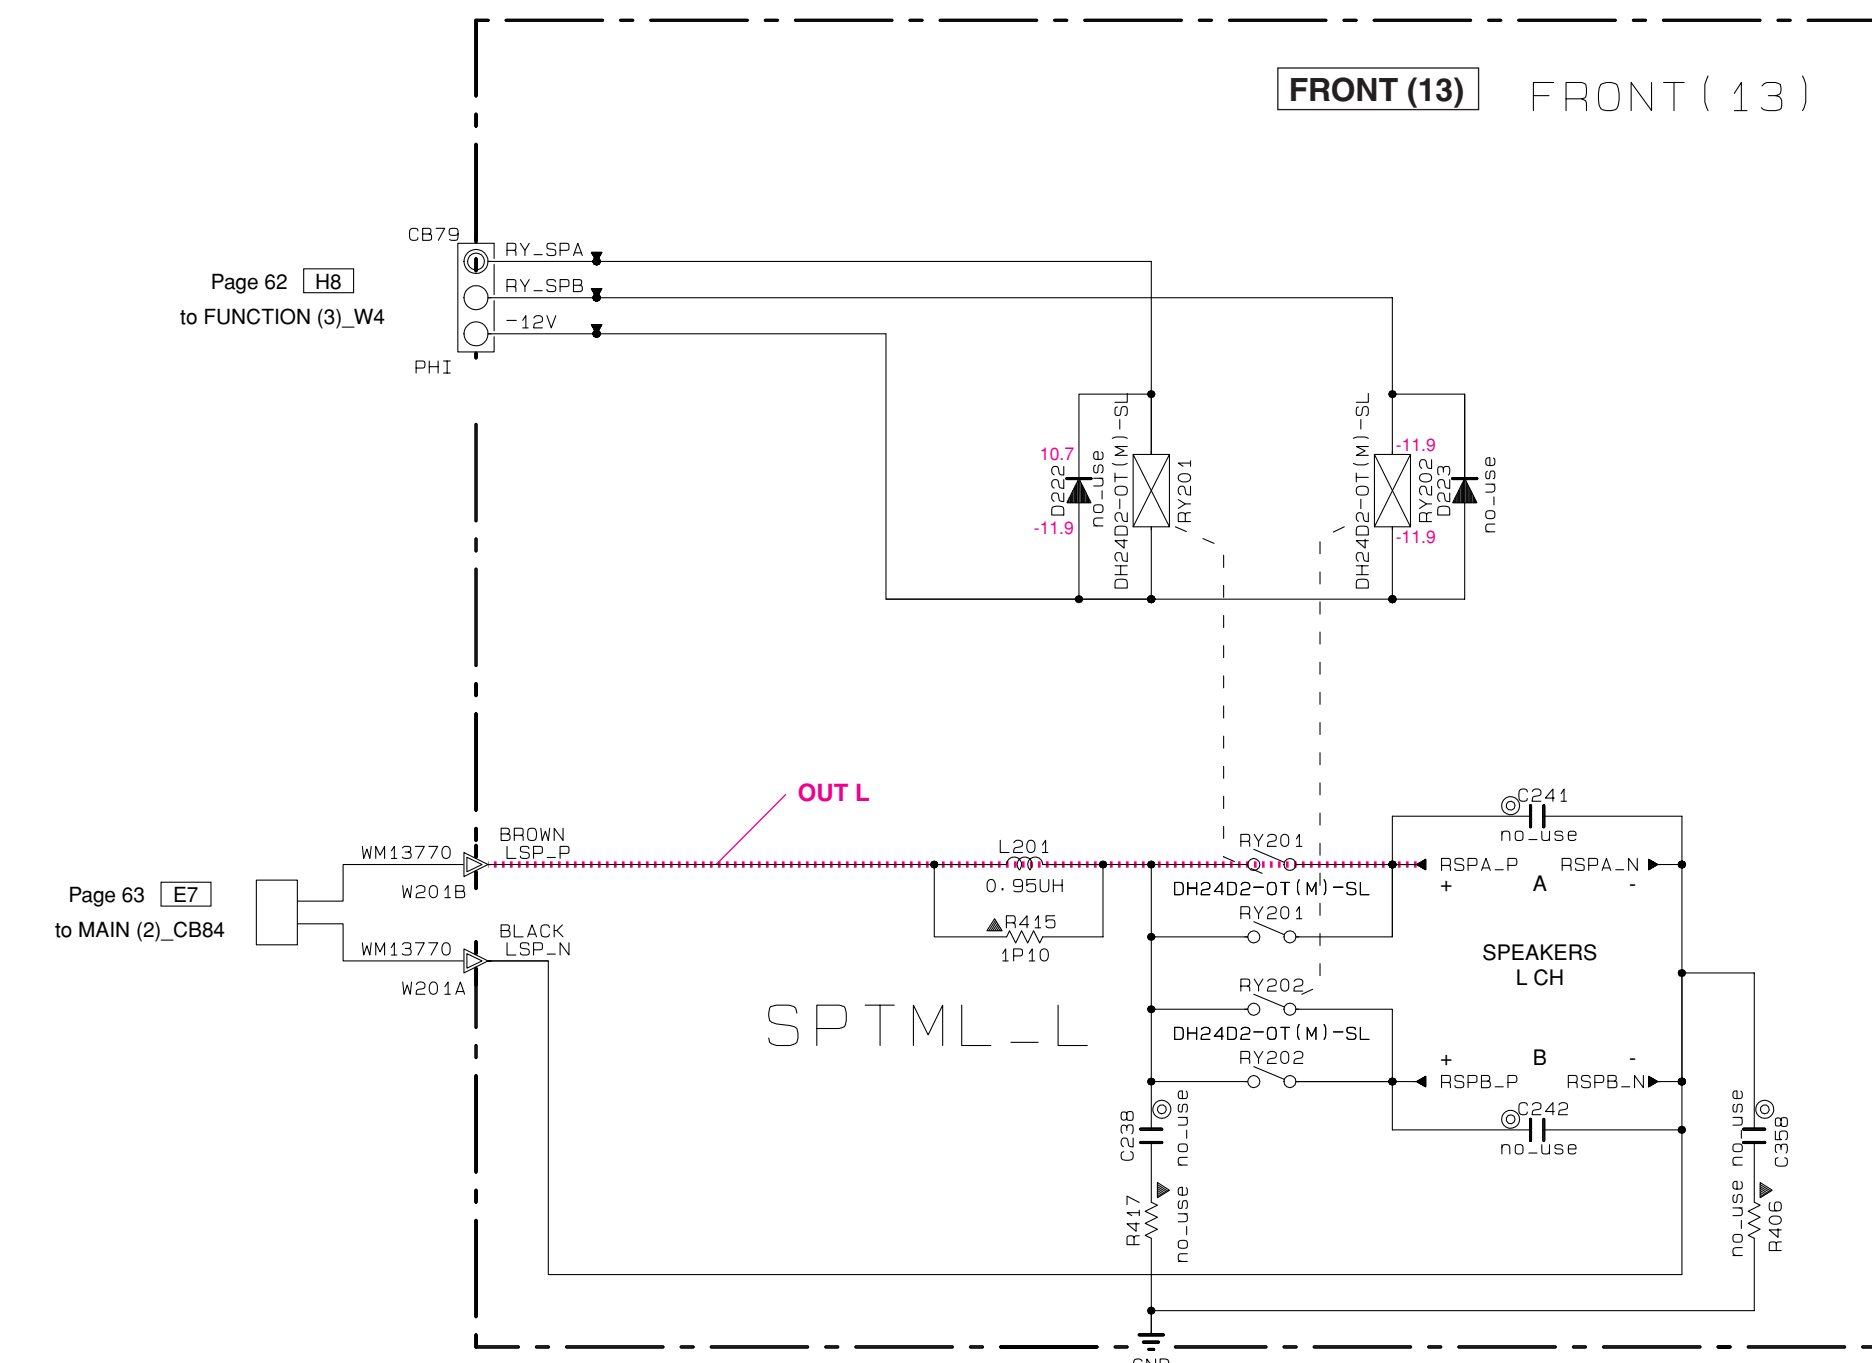 FRONT (13) FRONT(13)
CB79
RY_SPA
Page 62 H8
RY_SPB
to FUNCTION (3)_W4
-12V
PHI
10.7
D222
-11.9
no_use
DH24D2-OT(M)-SL
RY201
DH24D2-OT(M)-SL
-11.9
RY202
-11.9
D223
no_use
OUT L
BROWN
WM13770 LSP_P
W201B
Page 63 E7
to MAIN (2)_CB84
BLACK
WM13770 LSP_N
W201A
L201
0.95UH
R415
1P10
RY201
DH24D2-OT(M)-SL
RY201
RY202
DH24D2-OT(M)-SL
RY202
C241
no_use
RSPA_P RSPA_N
+ A -
SPEAKERS
L CH
+ B -
RSPB_P RSPB_N
C242
no_use
SPTML_L
C238
no_use
R417
no_use
no_use
C358
no_use
R406